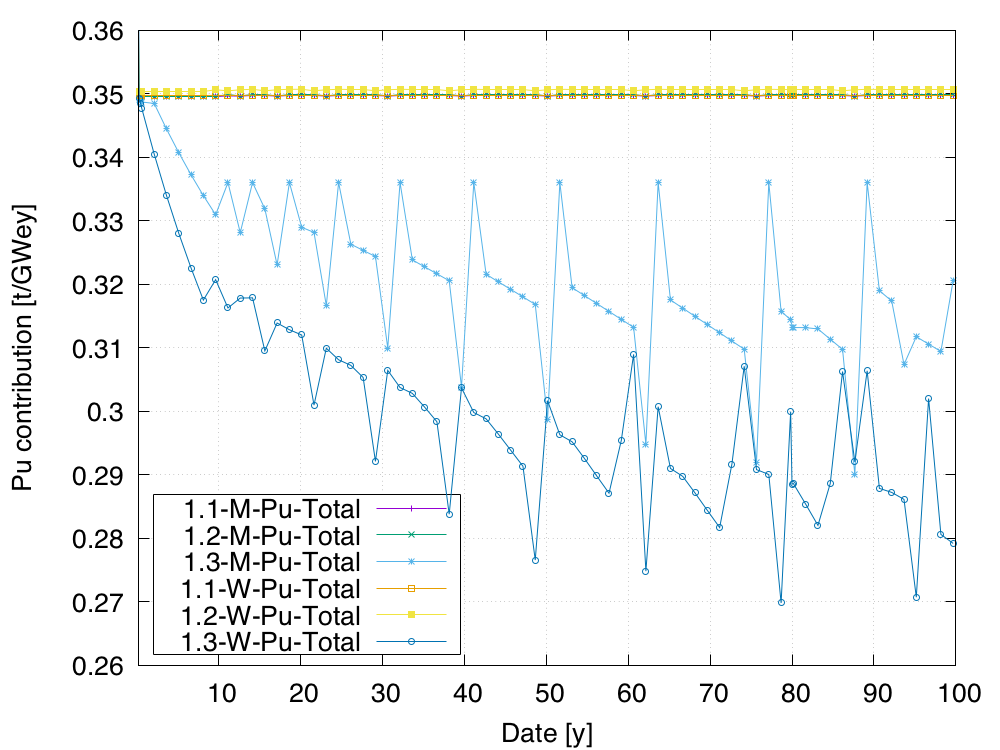 0.36
0.35
0.34
0.33
0.32
0.31
0.3
0.29
0.28
0.27
0.26
Pu contribution [t/GWey]
1.1-M-Pu-Total
1.2-M-Pu-Total
1.3-M-Pu-Total
1.1-W-Pu-Total
1.2-W-Pu-Total
1.3-W-Pu-Total
10 20 30 40 50 60 70 80 90 100
Date [y]